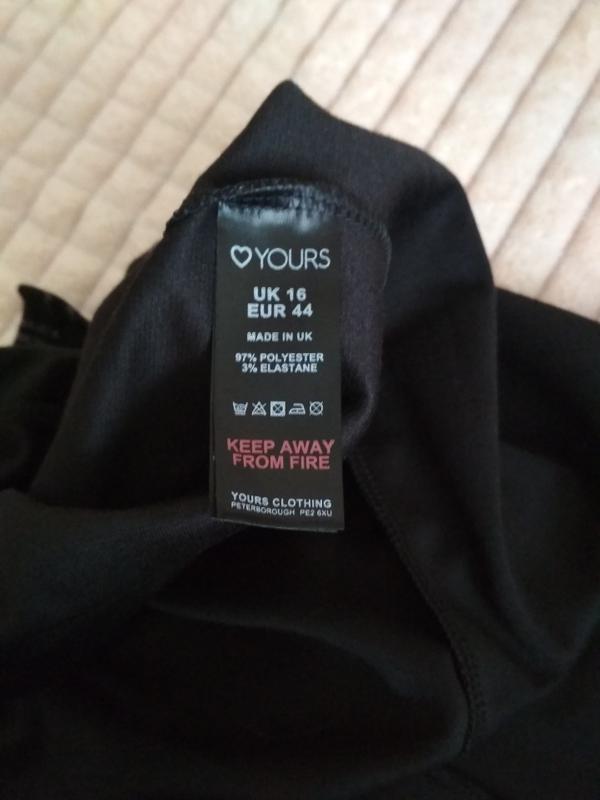 YOURS
UK 16
EUR 44
MADE IN UK
97% POLYESTER
3% ELASTANE
KEEP AWAY
FROM FIRE
YOURS CLOTHING
PETERBOROUGH PE2 6XU